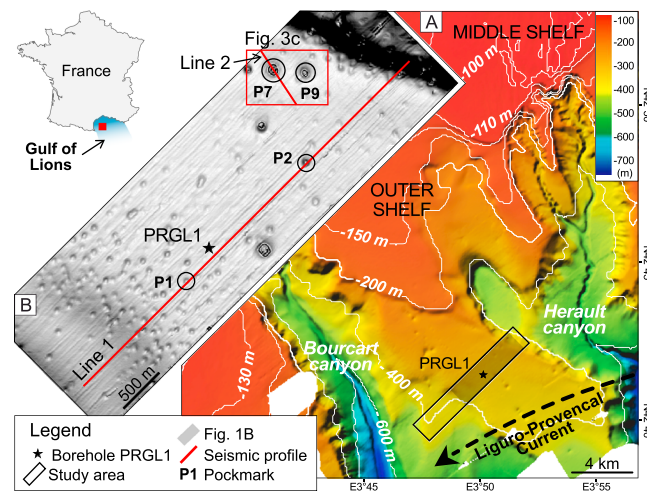 A
MIDDLE SHELF
-100 m
-110 m
OUTER
SHELF
-150 m
-200 m
-130 m
-400 m
-600 m
Herault
canyon
Bourcart
canyon
PRGL1
Liguro-Provencal
Current
4 km
-100
-200
-300
-400
-500
-600
-700
(m)
E3°45
E3°50
E3°55
France
Gulf of
Lions
Fig. 3c
Line 2
P7
P9
P2
PRGL1
P1
Line 1
500 m
B
Legend
Borehole PRGL1
Study area
Fig. 1B
Seismic profile
P1 Pockmark